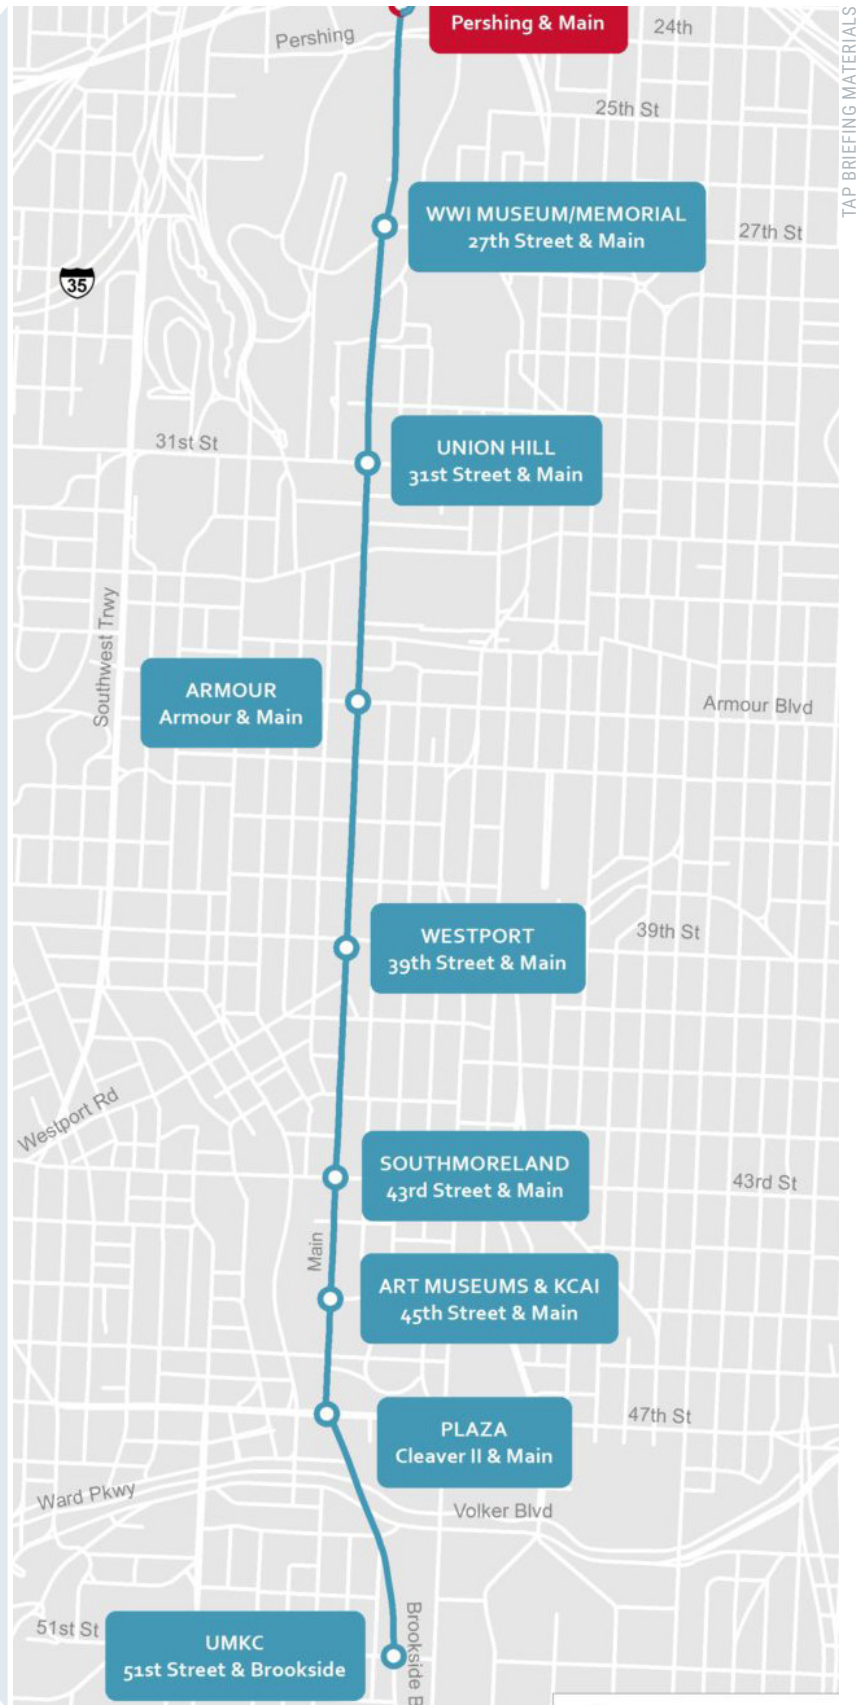 Pershing & Main
Pershing
24th
TAP BRIEFING MATERIALS
25th St
WWI MUSEUM/MEMORIAL
27th Street & Main
27th St
35
UNION HILL
31st Street & Main
31st St
Southwest Trwy
ARMOUR
Armour & Main
Armour Blvd
WESTPORT
39th Street & Main
39th St
Westport Rd
SOUTHMORELAND
43rd Street & Main
43rd St
Main
ART MUSEUMS & KCAI
45th Street & Main
PLAZA
Cleaver II & Main
47th St
Ward Pkwy
Volker Blvd
51st St
UMKC
51st Street & Brookside
Brookside B